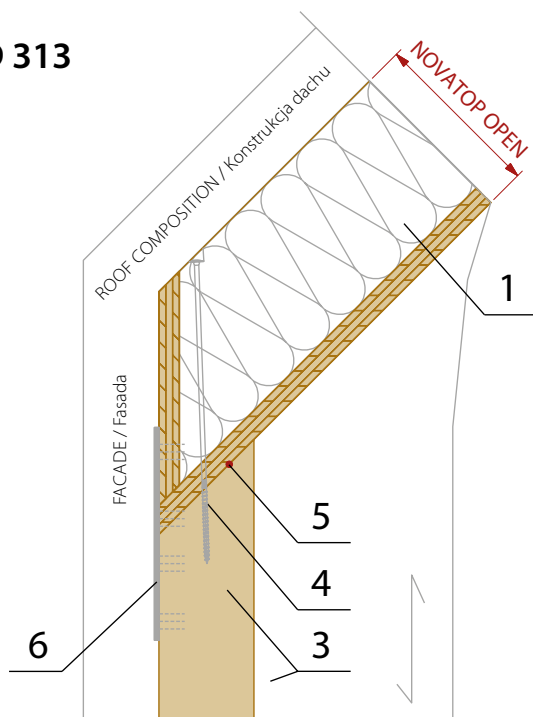 313
NOVATOP OPEN
ROOF COMPOSITION / Konstrukcja dachu
1
FACADE / Fasada
5
4
6
3